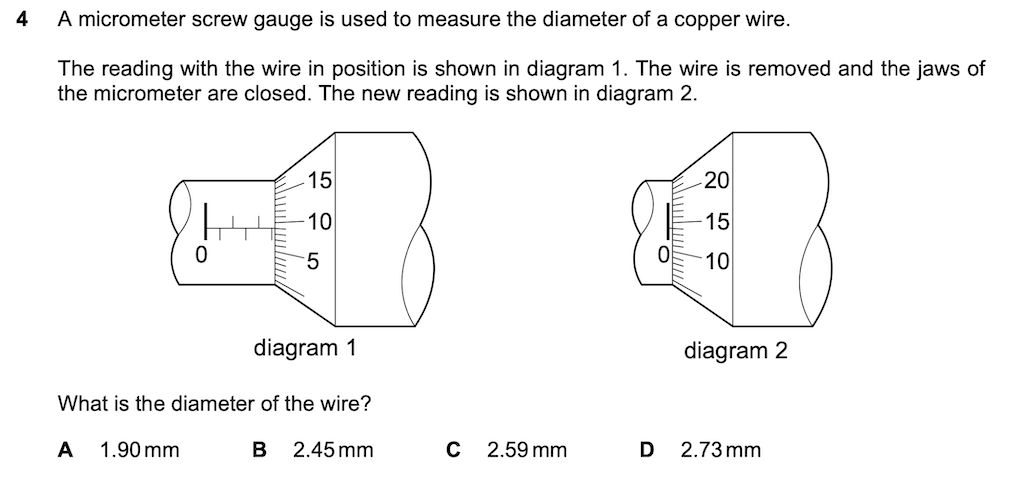 4 A micrometer screw gauge is used to measure the diameter of a copper wire.
The reading with the wire in position is shown in diagram 1. The wire is removed and the jaws of
the micrometer are closed. The new reading is shown in diagram 2.
15
10
5
0
diagram 1
20
15
10
0
diagram 2
What is the diameter of the wire?
A 1.90 mm B 2.45 mm C 2.59 mm D 2.73 mm